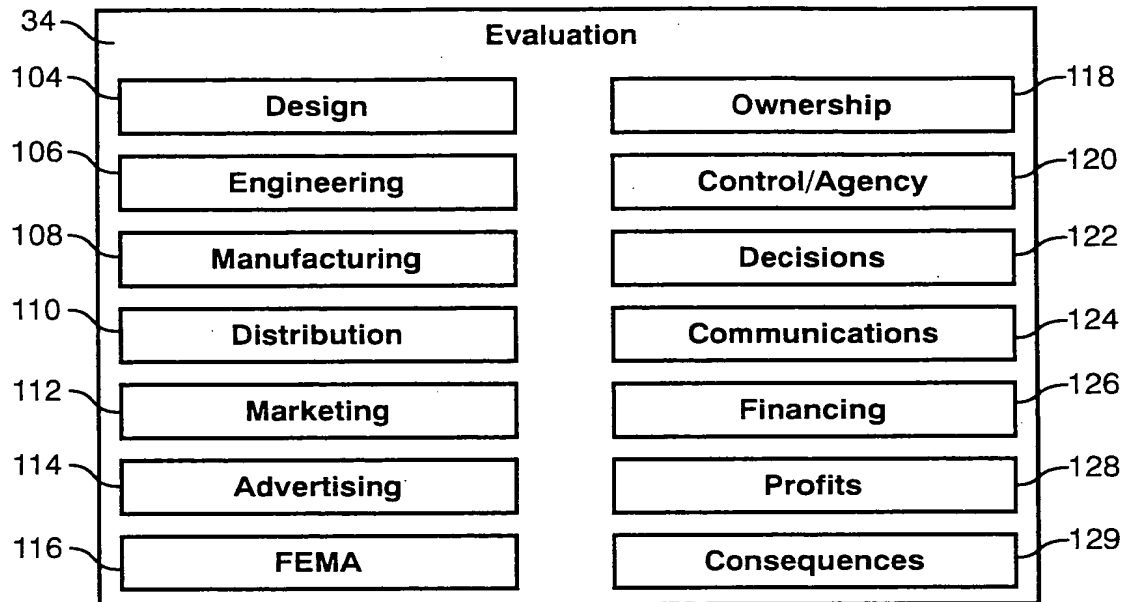 34 Evaluation
104 Design Ownership 118
106 Engineering Control/Agency 120
108 Manufacturing Decisions 122
110 Distribution Communications 124
112 Marketing Financing 126
114 Advertising Profits 128
116 FEMA Consequences 129